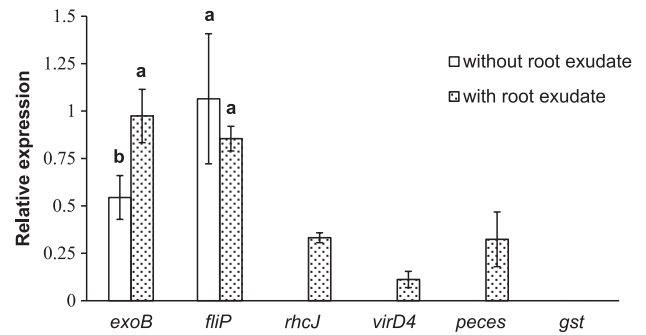 Relative expression
1.5
1.25
1
0.75
0.5
0.25
0
b
a
a
a
without root exudate
with root exudate
exoB fliP rhcJ virD4 peces gst